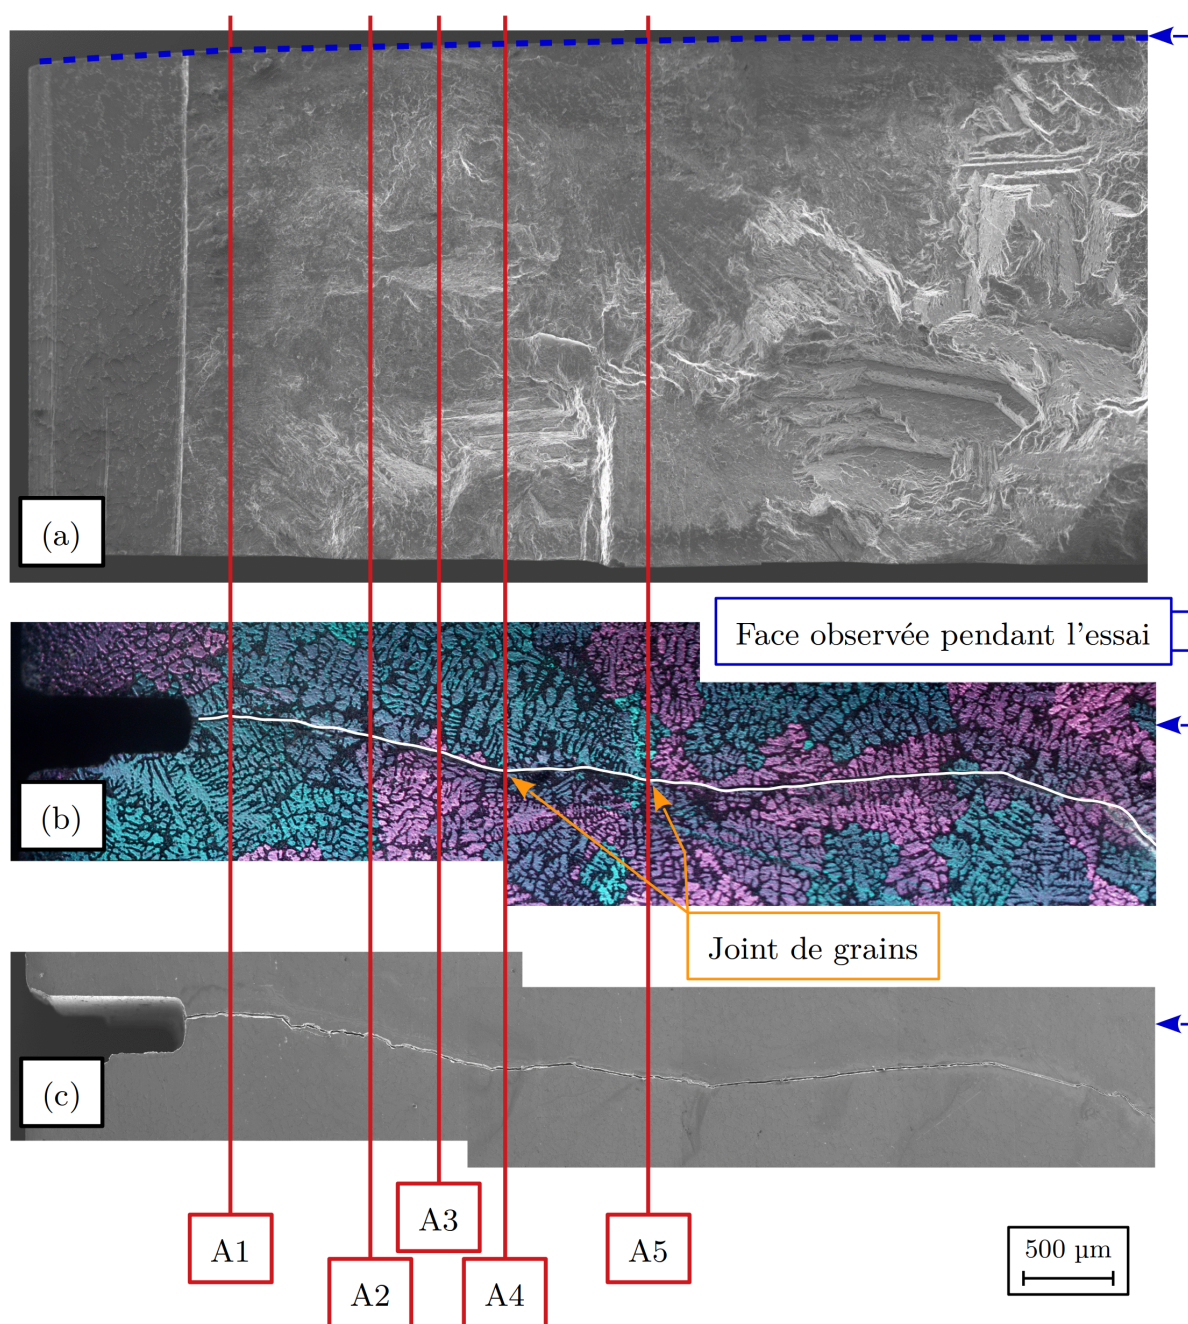 (a)
Face observée pendant l'essai
(b)
Joint de grains
(c)
A1
A2
A3
A4
A5
500 µm